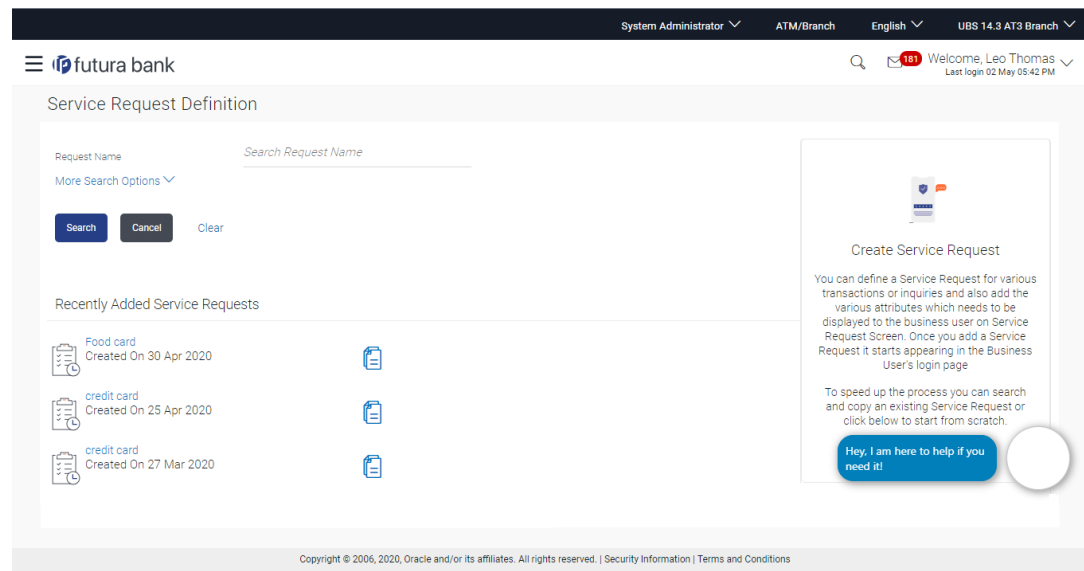 System Administrator ATM/Branch English UBS 14.3 AT3 Branch
futura bank
181
Welcome, Leo Thomas
Last login 02 May 05:42 PM
Service Request Definition
Request Name
Search Request Name
More Search Options
Search Cancel Clear
Recently Added Service Requests
Food card
Created On 30 Apr 2020
credit card
Created On 25 Apr 2020
credit card
Created On 27 Mar 2020
Create Service Request
You can define a Service Request for various
transactions or inquiries and also add the
various attributes which needs to be
displayed to the business user on Service
Request Screen. Once you add a Service
Request it starts appearing in the Business
User's login page
To speed up the process you can search
and copy an existing Service Request or
click below to start from scratch.
Hey, I am here to help if you
need it!
Copyright © 2006, 2020, Oracle and/or its affiliates. All rights reserved. | Security Information | Terms and Conditions